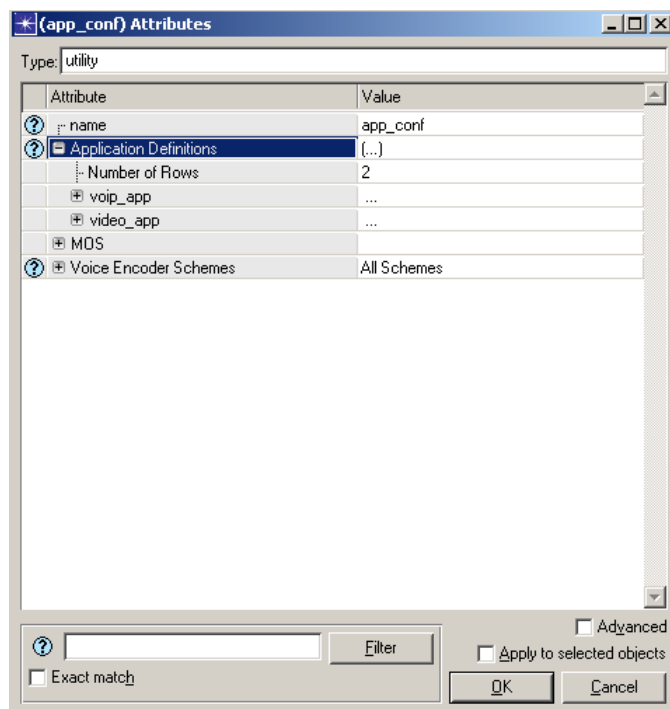 (app_conf) Attributes
Type: utility
Attribute Value
name app_conf
Application Definitions (...)
Number of Rows 2
voip_app ...
video_app ...
MOS
Voice Encoder Schemes All Schemes
Advanced
Filter
Apply to selected objects
Exact match
OK Cancel